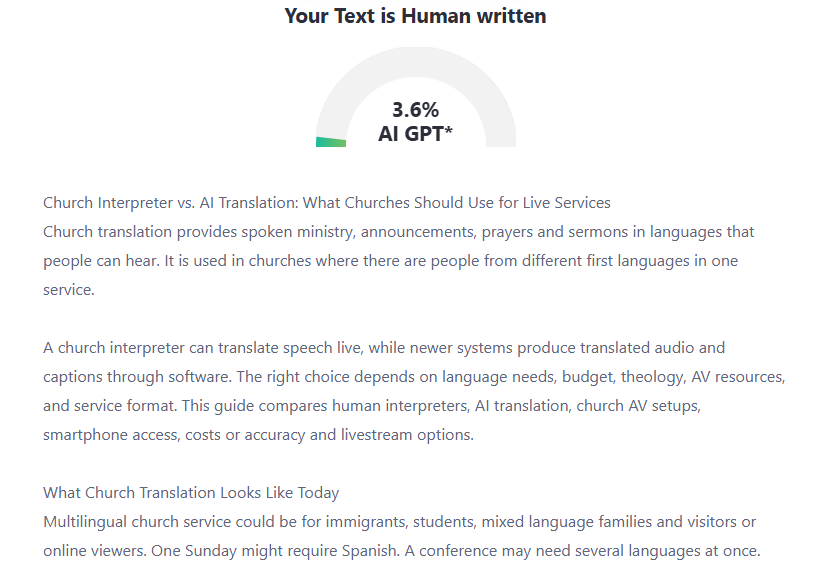 Your Text is Human written
3.6%
AI GPT*
Church Interpreter vs. AI Translation: What Churches Should Use for Live Services
Church translation provides spoken ministry, announcements, prayers and sermons in languages that
people can hear. It is used in churches where there are people from different first languages in one
service.
A church interpreter can translate speech live, while newer systems produce translated audio and
captions through software. The right choice depends on language needs, budget, theology, AV resources,
and service format. This guide compares human interpreters, AI translation, church AV setups,
smartphone access, costs or accuracy and livestream options.
What Church Translation Looks Like Today
Multilingual church service could be for immigrants, students, mixed language families and visitors or
online viewers. One Sunday might require Spanish. A conference may need several languages at once.